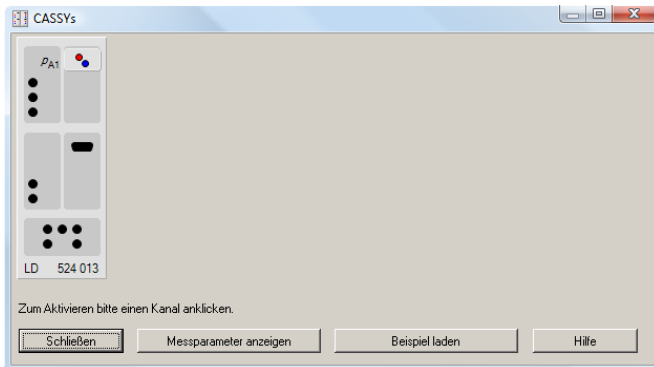 CASSYs
pA1
LD 524 013
Zum Aktivieren bitte einen Kanal anklicken.
Schließen Messparameter anzeigen Beispiel laden Hilfe